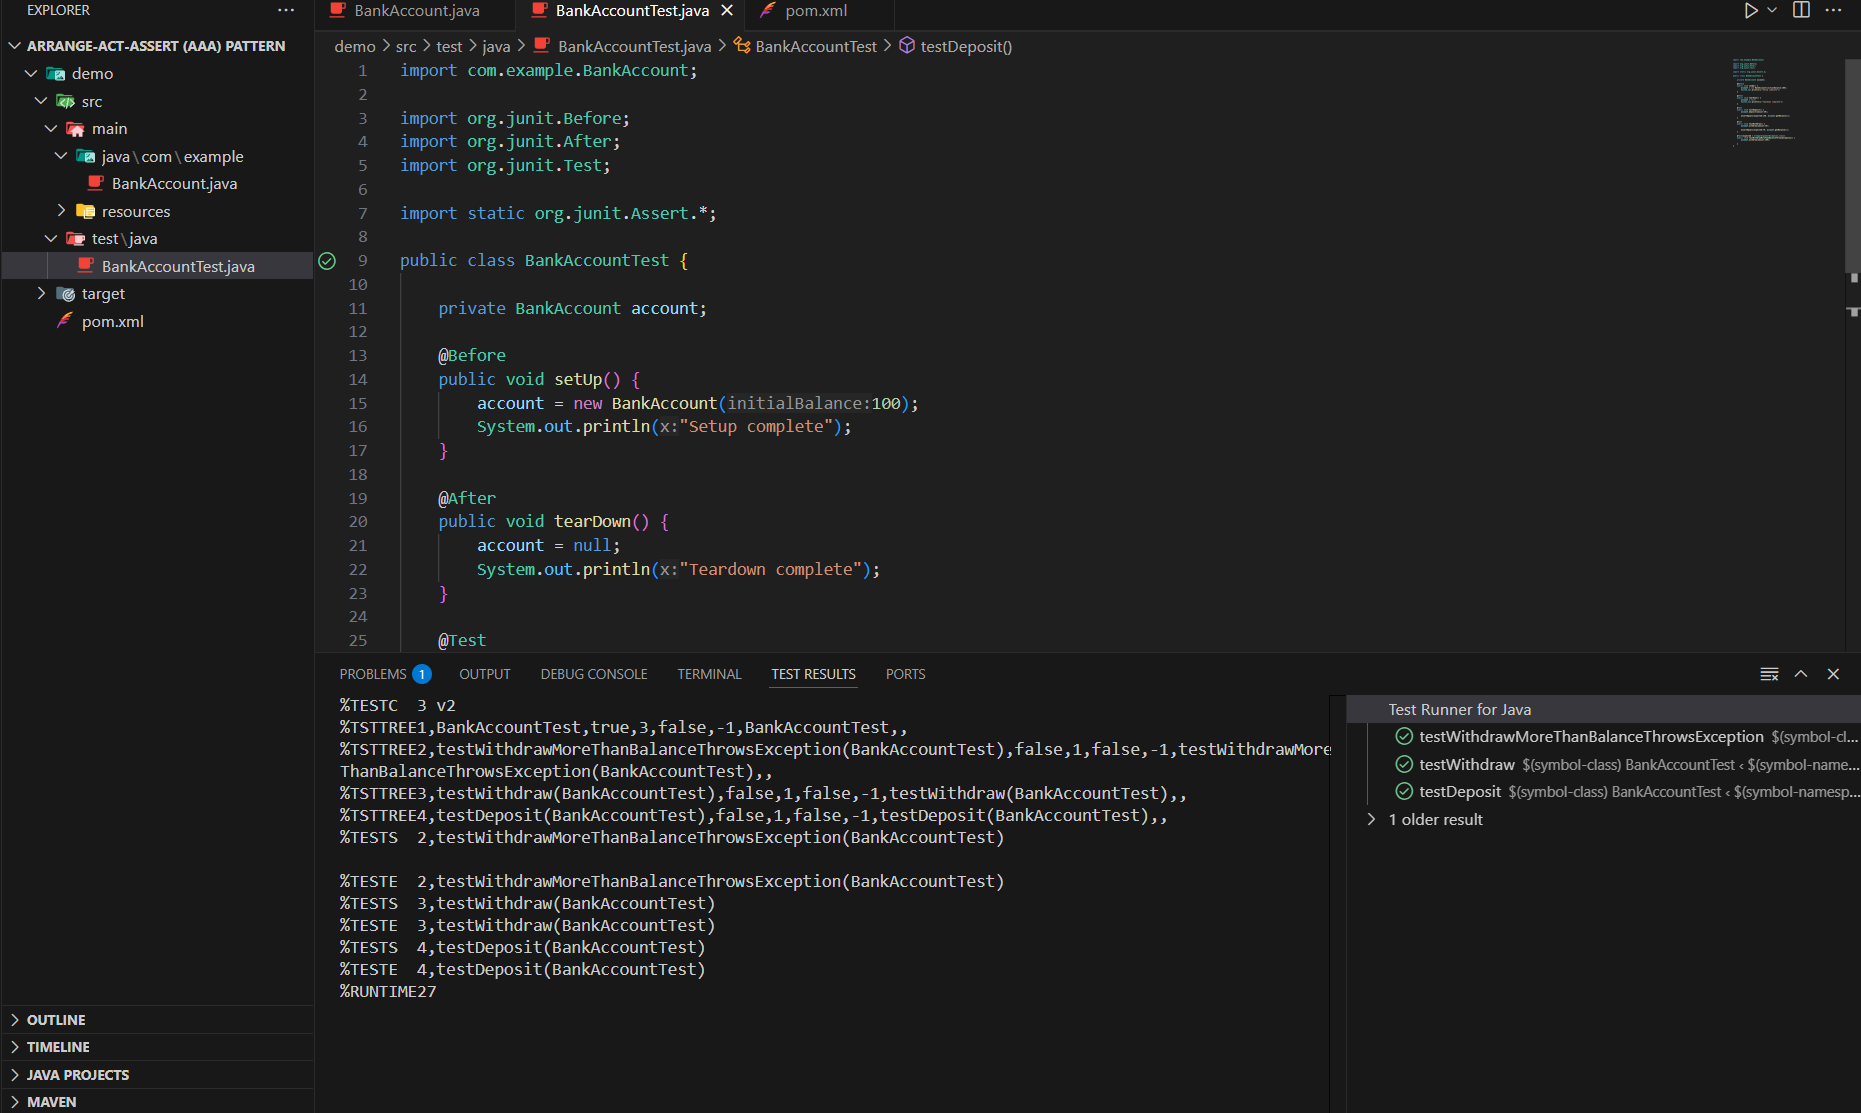 EXPLORER
ARRANGE-ACT-ASSERT (AAA) PATTERN
demo
src
main
java\com\example
BankAccount.java
resources
test\java
BankAccountTest.java
target
pom.xml
OUTLINE
TIMELINE
JAVA PROJECTS
MAVEN
BankAccount.java
BankAccountTest.java
pom.xml
demo > src > test > java > BankAccountTest.java > BankAccountTest > testDeposit()
1 import com.example.BankAccount;
2
3 import org.junit.Before;
4 import org.junit.After;
5 import org.junit.Test;
6
7 import static org.junit.Assert.*;
8
9 public class BankAccountTest {
10
11 private BankAccount account;
12
13 @Before
14 public void setUp() {
15 account = new BankAccount(initialBalance:100);
16 System.out.println(x:"Setup complete");
17 }
18
19 @After
20 public void tearDown() {
21 account = null;
22 System.out.println(x:"Teardown complete");
23 }
24
25 @Test
PROBLEMS 1 OUTPUT DEBUG CONSOLE TERMINAL TEST RESULTS PORTS
%TESTC  3 v2
%TSTTREE1,BankAccountTest,true,3,false,-1,BankAccountTest,,
%TSTTREE2,testWithdrawMoreThanBalanceThrowsException(BankAccountTest),false,1,false,-1,testWithdrawMore
ThanBalanceThrowsException(BankAccountTest),,
%TSTTREE3,testWithdraw(BankAccountTest),false,1,false,-1,testWithdraw(BankAccountTest),,
%TSTTREE4,testDeposit(BankAccountTest),false,1,false,-1,testDeposit(BankAccountTest),,
%TESTS  2,testWithdrawMoreThanBalanceThrowsException(BankAccountTest)
%TESTE  2,testWithdrawMoreThanBalanceThrowsException(BankAccountTest)
%TESTS  3,testWithdraw(BankAccountTest)
%TESTE  3,testWithdraw(BankAccountTest)
%TESTS  4,testDeposit(BankAccountTest)
%TESTE  4,testDeposit(BankAccountTest)
%RUNTIME27
Test Runner for Java
testWithdrawMoreThanBalanceThrowsException $(symbol-cl...
testWithdraw $(symbol-class) BankAccountTest < $(symbol-name...
testDeposit $(symbol-class) BankAccountTest < $(symbol-namesp...
1 older result